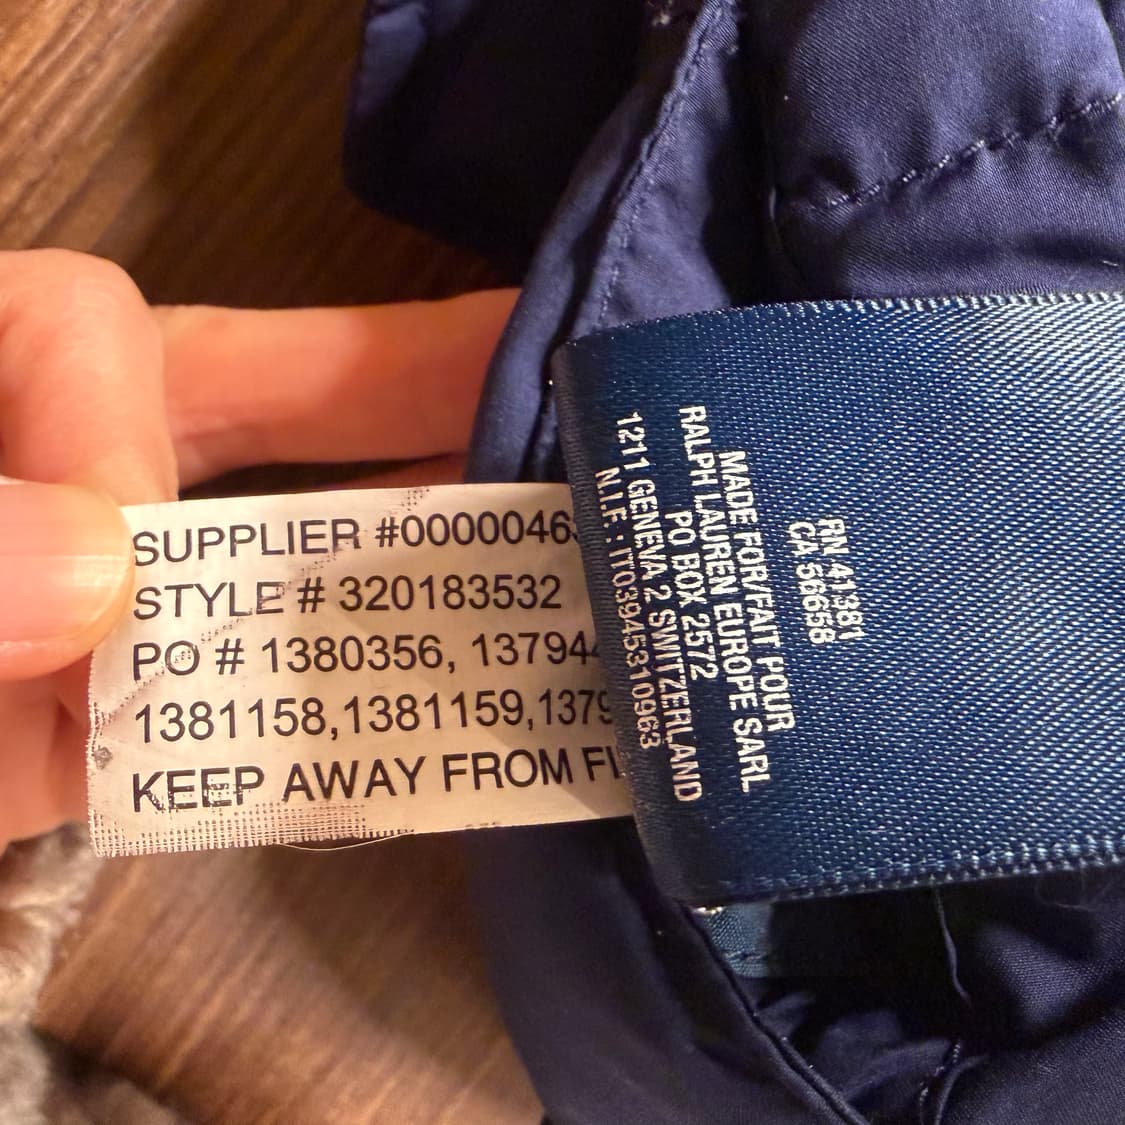 SUPPLIER #0000046
STYLE # 320183532
PO # 1380356, 13794
1381158,1381159,1379
KEEP AWAY FROM
RN 41381
CA 56658
MADE FOR/FAIT POUR
RALPH LAUREN EUROPE SARL
PO BOX 2572
1211 GENEVA 2 SWITZERLAND
N.I.F.: IT03945310963